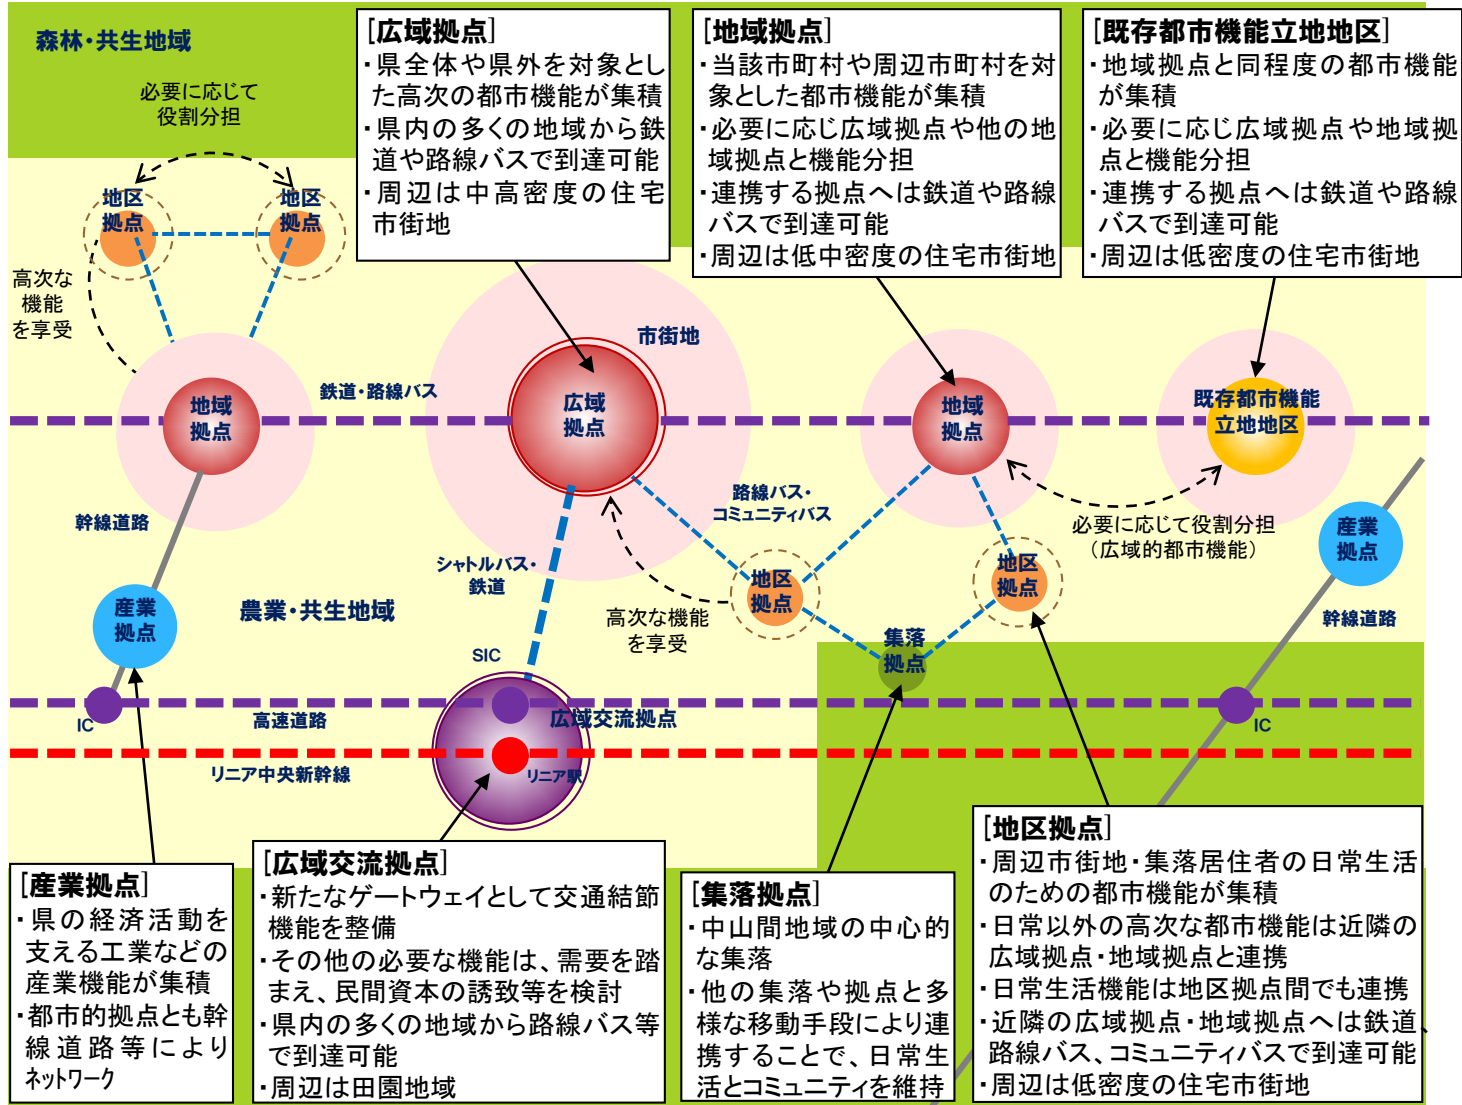 森林・共生地域
必要に応じて
役割分担
[広域拠点]
・県全体や県外を対象とし
た高次の都市機能が集積
・県内の多くの地域から鉄
道や路線バスで到達可能
・周辺は中高密度の住宅
市街地
[地域拠点]
・当該市町村や周辺市町村を対
象とした都市機能が集積
・必要に応じ広域拠点や他の地
域拠点と機能分担
・連携する拠点へは鉄道や路線
バスで到達可能
・周辺は低中密度の住宅市街地
[既存都市機能立地地区]
・地域拠点と同程度の都市機能
が集積
・必要に応じ広域拠点や地域拠
点と機能分担
・連携する拠点へは鉄道や路線
バスで到達可能
・周辺は低密度の住宅市街地
地区
拠点
地区
拠点
高次な
機能
を享受
市街地
鉄道・路線バス
地域
拠点
広域
拠点
地域
拠点
既存都市機能
立地地区
幹線道路
シャトルバス・
鉄道
路線バス・
コミュニティバス
必要に応じて役割分担
（広域的都市機能）
産業
拠点
産業
拠点
農業・共生地域
高次な機能
を享受
地区
拠点
地区
拠点
集落
拠点
幹線道路
SIC
IC
高速道路
広域交流拠点
IC
リニア中央新幹線
リニア駅
[産業拠点]
・県の経済活動を
支える工業などの
産業機能が集積
・都市的拠点とも幹
線道路等により
ネットワーク
[広域交流拠点]
・新たなゲートウェイとして交通結節
機能を整備
・その他の必要な機能は、需要を踏
まえ、民間資本の誘致等を検討
・県内の多くの地域から路線バス等
で到達可能
・周辺は田園地域
[集落拠点]
・中山間地域の中心的
な集落
・他の集落や拠点と多
様な移動手段により連
携することで、日常生
活とコミュニティを維持
[地区拠点]
・周辺市街地・集落居住者の日常生活
のための都市機能が集積
・日常以外の高次な都市機能は近隣の
広域拠点・地域拠点と連携
・日常生活機能は地区拠点間でも連携
・近隣の広域拠点・地域拠点へは鉄道、
路線バス、コミュニティバスで到達可能
・周辺は低密度の住宅市街地